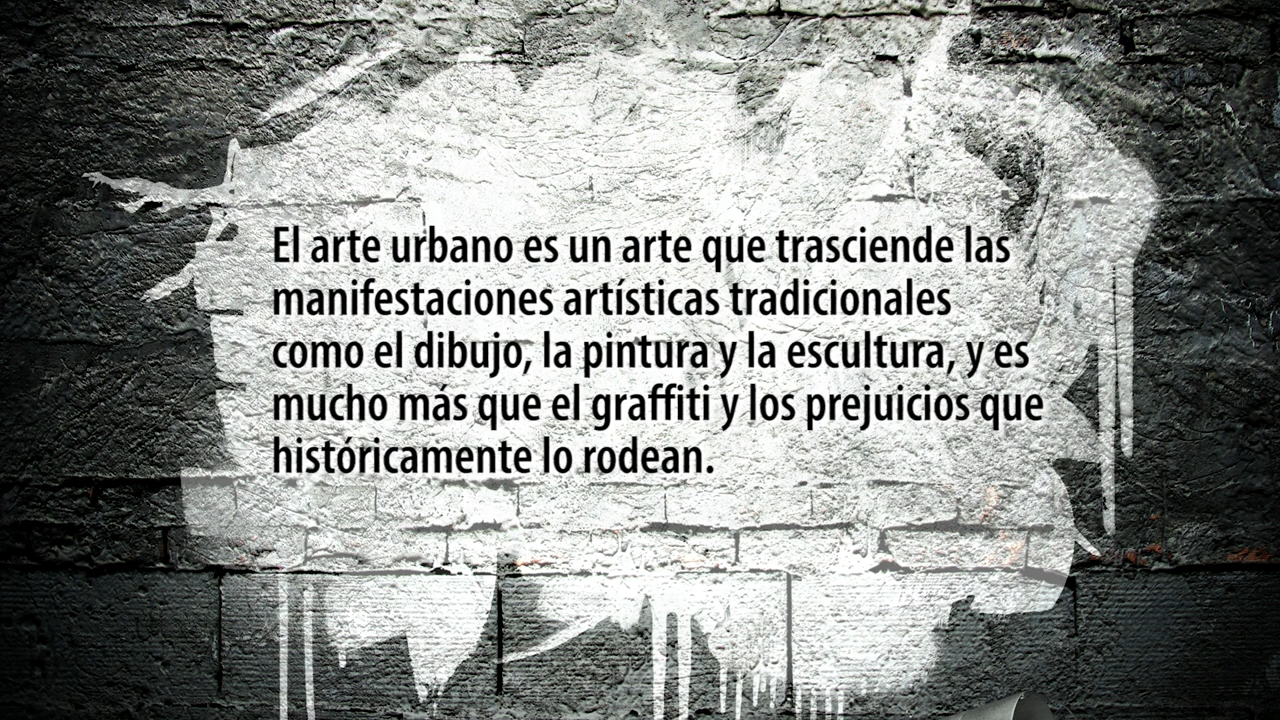 El arte urbano es un arte que trasciende las
manifestaciones artísticas tradicionales
como el dibujo, la pintura y la escultura, y es
mucho más que el graffiti y los prejuicios que
históricamente lo rodean.